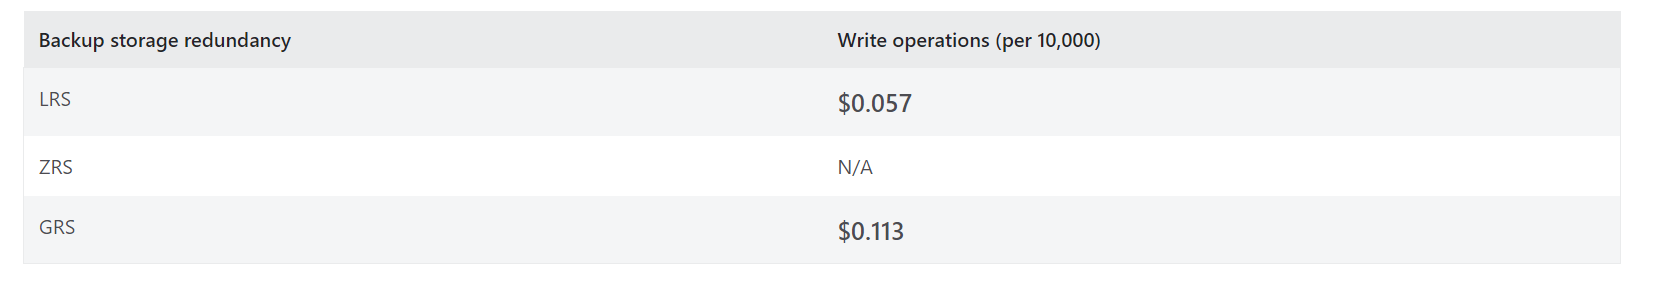 Backup storage redundancy Write operations (per 10,000)
LRS $0.057
ZRS N/A
GRS $0.113